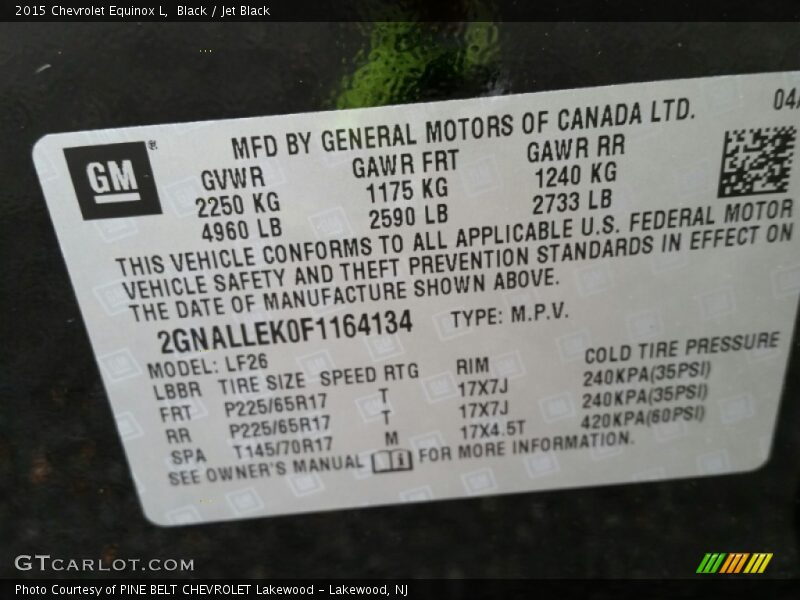 2015 Chevrolet Equinox L, Black / Jet Black
04/
GM ® MFD BY GENERAL MOTORS OF CANADA LTD.
GVWR GAWR FRT GAWR RR
2250 KG 1175 KG 1240 KG
4960 LB 2590 LB 2733 LB
THIS VEHICLE CONFORMS TO ALL APPLICABLE U.S. FEDERAL MOTOR
VEHICLE SAFETY AND THEFT PREVENTION STANDARDS IN EFFECT ON
THE DATE OF MANUFACTURE SHOWN ABOVE.
2GNALLEK0F1164134 TYPE: M.P.V.
MODEL: LF26
LBBR TIRE SIZE SPEED RTG RIM COLD TIRE PRESSURE
FRT P225/65R17 T 17X7J 240KPA(35PSI)
RR P225/65R17 T 17X7J 240KPA(35PSI)
SPA T145/70R17 M 17X4.5T 420KPA(60PSI)
SEE OWNER'S MANUAL FOR MORE INFORMATION.
GTCARLOT.COM
Photo Courtesy of PINE BELT CHEVROLET Lakewood - Lakewood, NJ